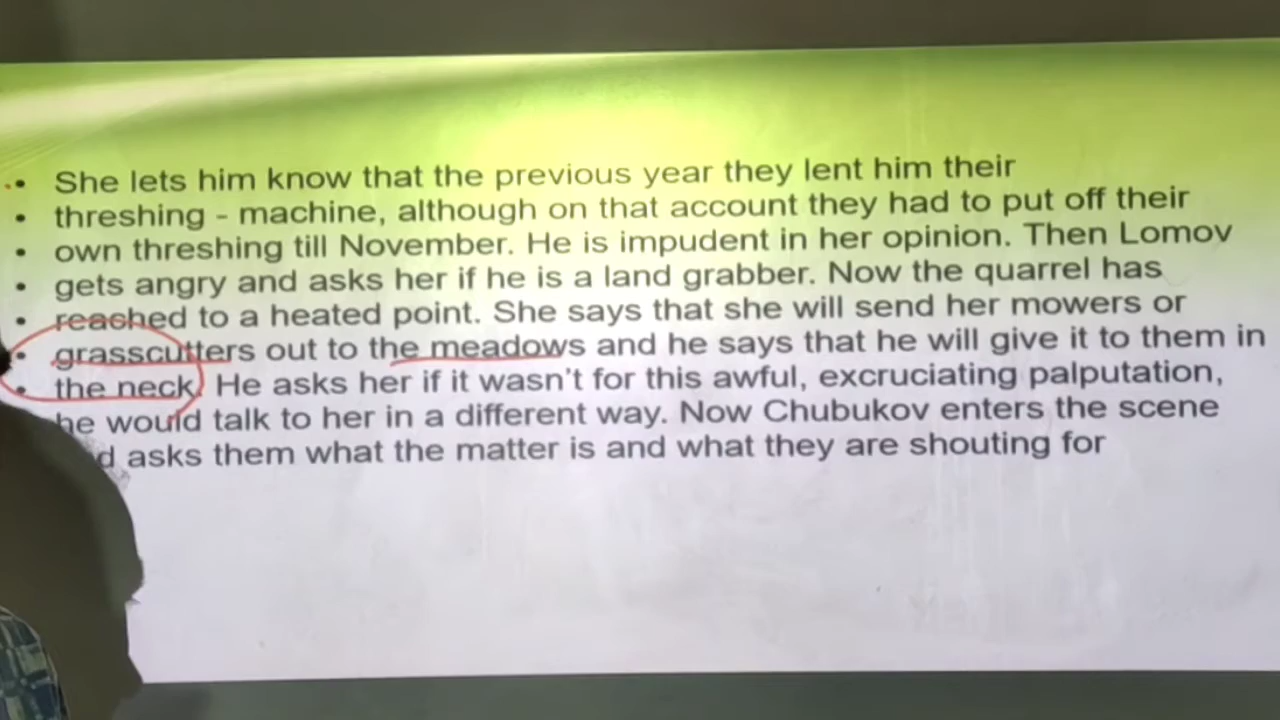 • She lets him know that the previous year they lent him their
• threshing - machine, although on that account they had to put off their
• own threshing till November. He is impudent in her opinion. Then Lomov
• gets angry and asks her if he is a land grabber. Now the quarrel has
• reached to a heated point. She says that she will send her mowers or
• grasscutters out to the meadows and he says that he will give it to them in
• the neck. He asks her if it wasn't for this awful, excruciating palputation,
he would talk to her in a different way. Now Chubukov enters the scene
d asks them what the matter is and what they are shouting for